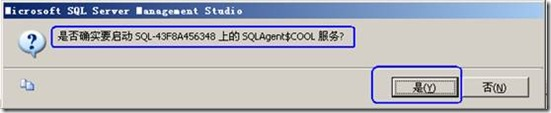 Microsoft SQL Server Management Studio
是否确实要启动 SQL-43F8A456348 上的 SQLAgent$COOL 服务?
是(Y) 否(N)